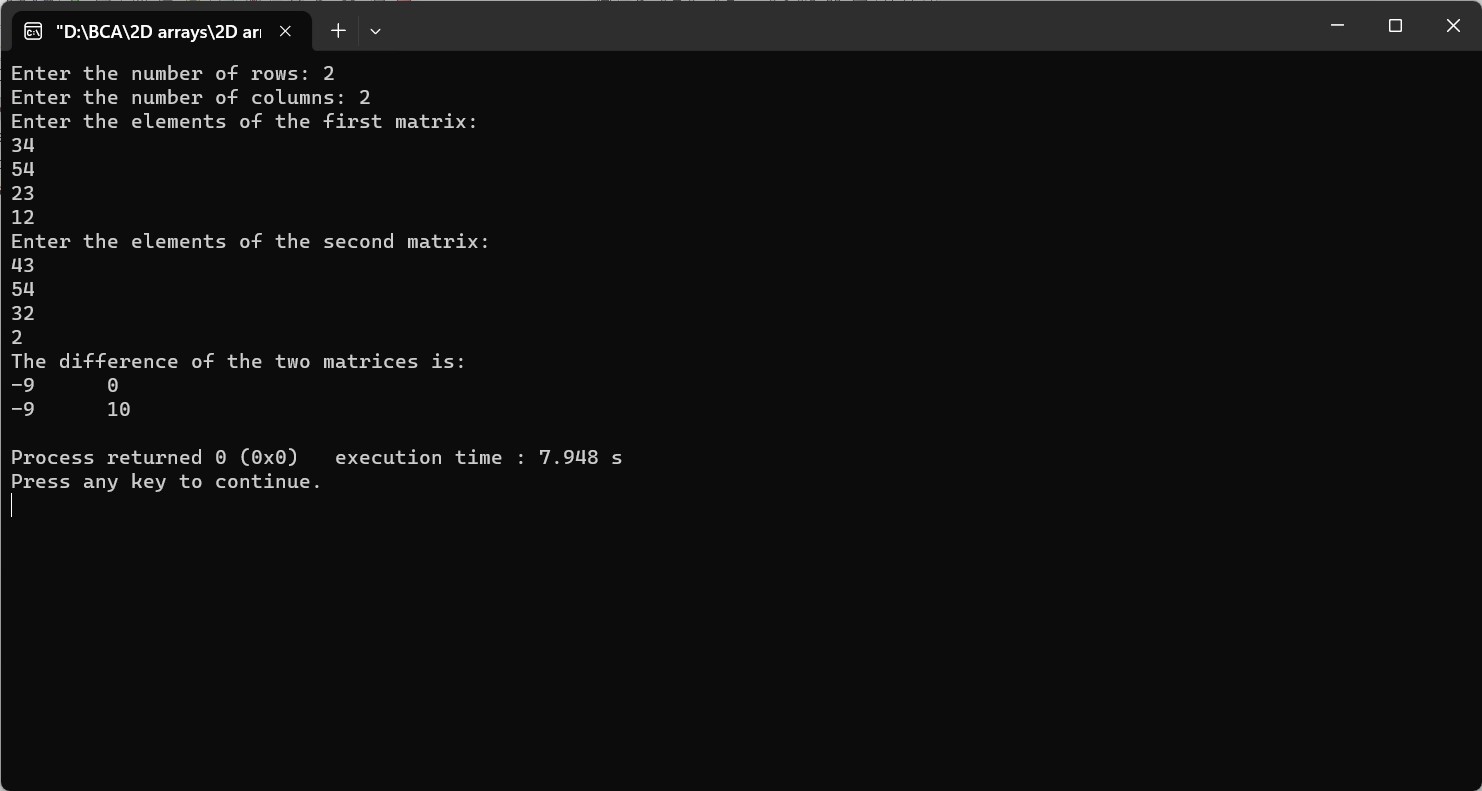 "D:\BCA\2D arrays\2D ar
Enter the number of rows: 2
Enter the number of columns: 2
Enter the elements of the first matrix:
34
54
23
12
Enter the elements of the second matrix:
43
54
32
2
The difference of the two matrices is:
-9 0
-9 10
Process returned 0 (0x0) execution time : 7.948 s
Press any key to continue.